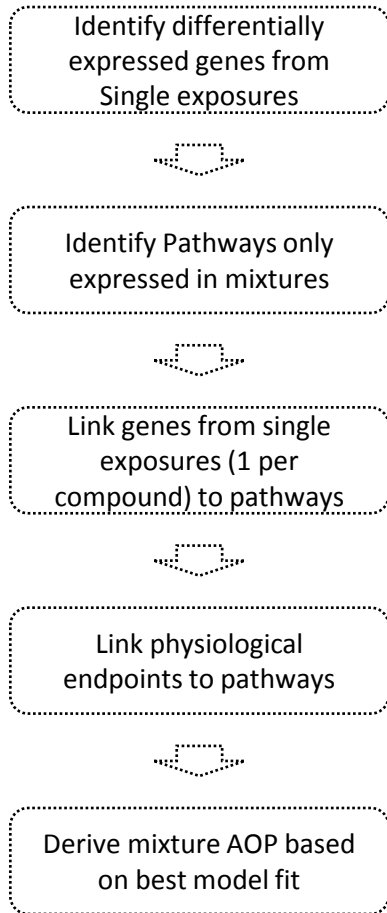 Identify differentially
expressed genes from
Single exposures
Identify Pathways only
expressed in mixtures
Link genes from single
exposures (1 per
compound) to pathways
Link physiological
endpoints to pathways
Derive mixture AOP based
on best model fit